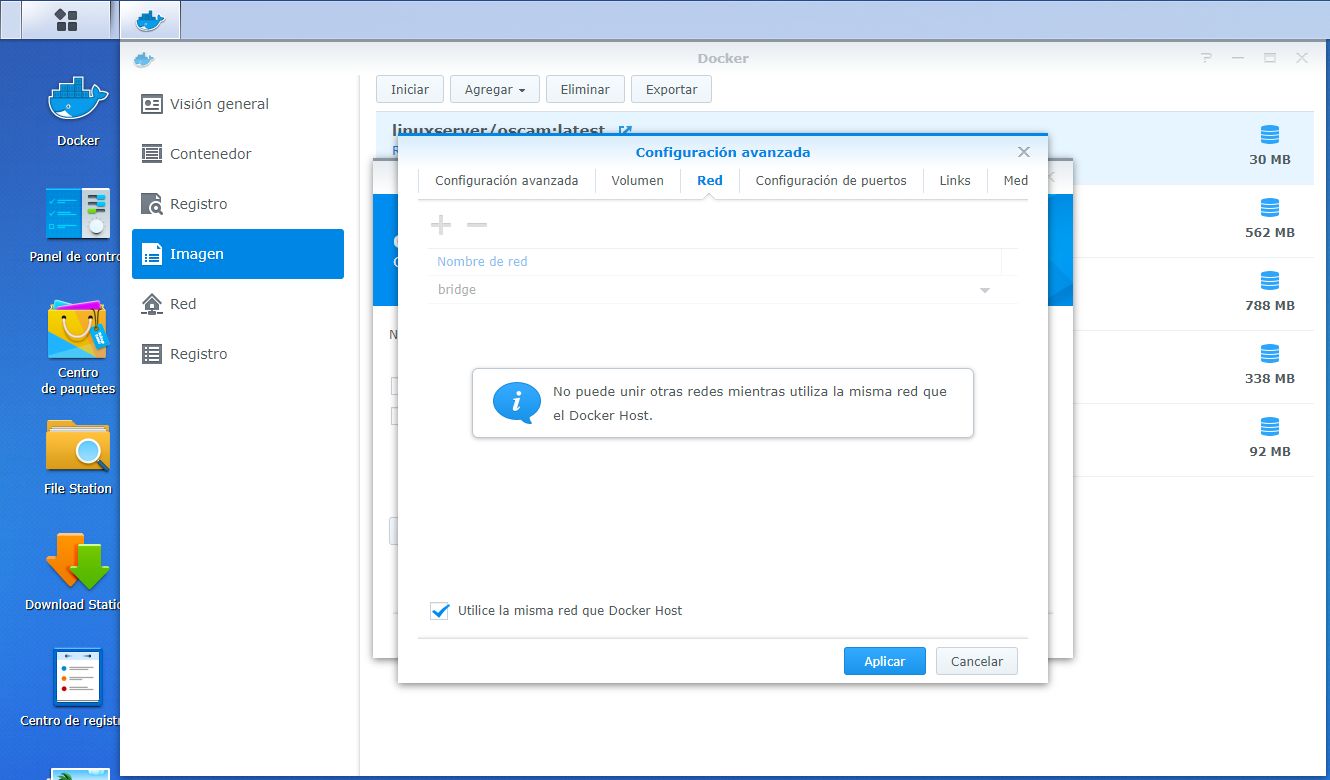 Docker
Docker
Panel de contro
Centro
de paquetes
File Station
Download Static
Centro de registr
Visión general
Contenedor
Registro
Imagen
Red
Registro
Iniciar
Agregar
Eliminar
Exportar
linuxserver/oscam:latest
30 MB
562 MB
788 MB
338 MB
92 MB
Configuración avanzada
Configuración avanzada
Volumen
Red
Configuración de puertos
Links
Med
Nombre de red
bridge
No puede unir otras redes mientras utiliza la misma red que
el Docker Host.
Utilice la misma red que Docker Host
Aplicar
Cancelar